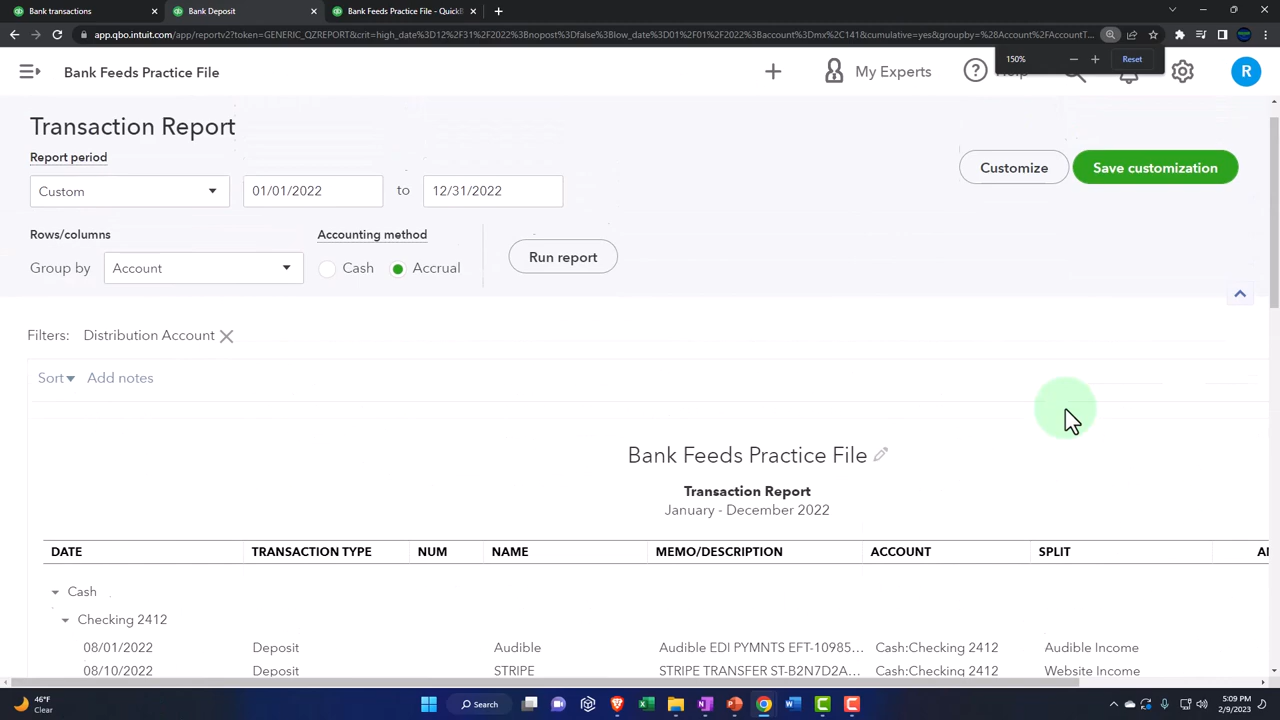 Bank transactions
Bank Deposit
Bank Feeds Practice File - QuickB
app.qbo.intuit.com/app/reportv2?token=GENERIC_QZREPORT&crit=high_date%3D12%2F31%2F2022%3Bnopost%3Dfalse%3Blow_date%3D01%2F01%2F2022%3Baccount%3Dmx%2C141&cumulative=yes&groupby=%28Account%2FAccountT...
150%
Reset
Bank Feeds Practice File
My Experts
R
Transaction Report
Report period
Custom
01/01/2022
to
12/31/2022
Customize
Save customization
Rows/columns
Accounting method
Group by
Account
Cash
Accrual
Run report
Filters:
Distribution Account
Sort
Add notes
Bank Feeds Practice File
Transaction Report
January - December 2022
DATE TRANSACTION TYPE NUM NAME MEMO/DESCRIPTION ACCOUNT SPLIT
Cash
Checking 2412
08/01/2022 Deposit Audible Audible EDI PYMNTS EFT-10985... Cash:Checking 2412 Audible Income
08/10/2022 Deposit STRIPE STRIPE TRANSFER ST-B2N7D2A... Cash:Checking 2412 Website Income
46°F
Clear
Search
5:09 PM
2/9/2023